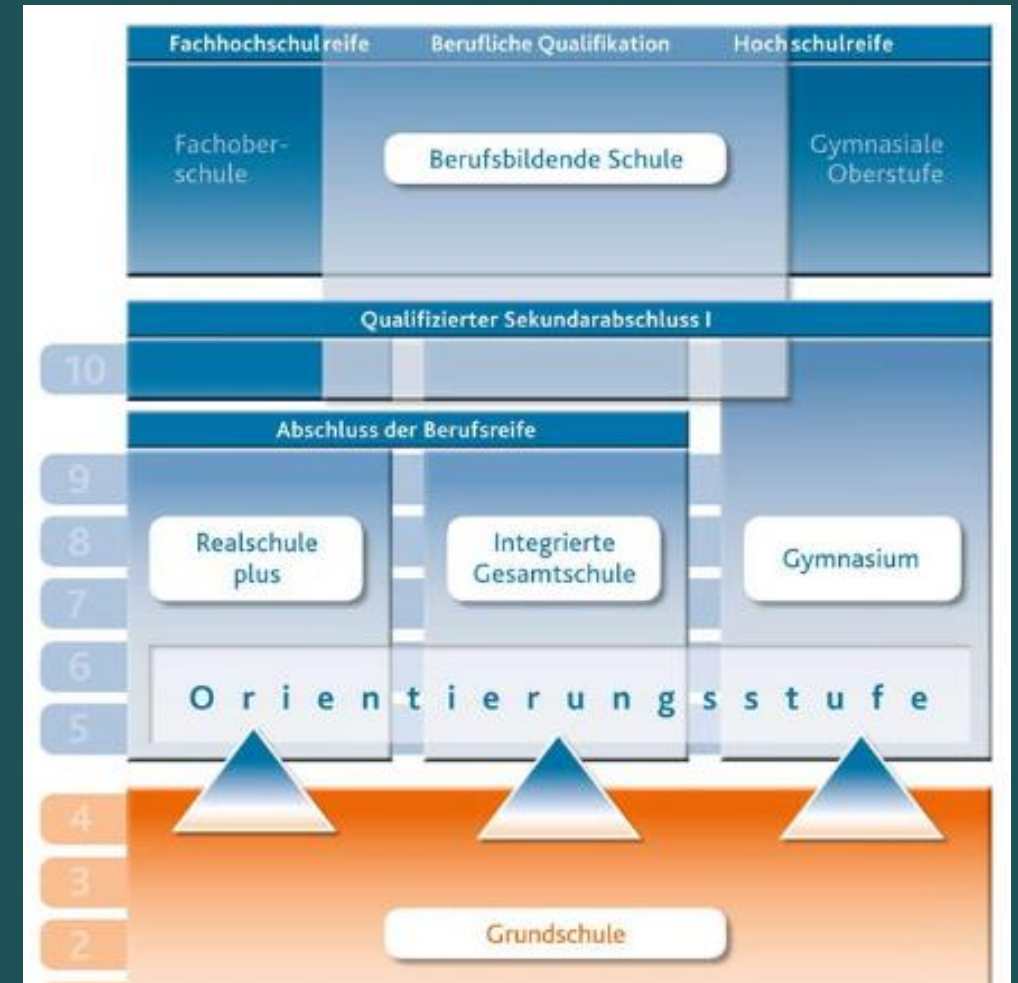 Fachhochschulreife Berufliche Qualifikation Hochschulreife
Fachober-
schule
Berufsbildende Schule
Gymnasiale
Oberstufe
Qualifizierter Sekundarabschluss I
10
Abschluss der Berufsreife
9
8
7
6
5
Realschule
plus
Integrierte
Gesamtschule
Gymnasium
Orientierungsstufe
4
3
2
Grundschule